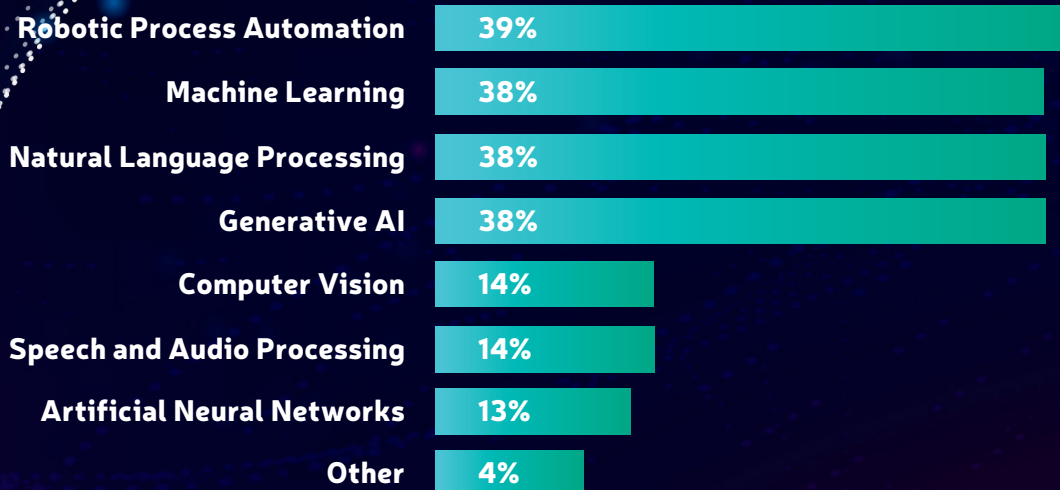 Robotic Process Automation 39%
Machine Learning 38%
Natural Language Processing 38%
Generative AI 38%
Computer Vision 14%
Speech and Audio Processing 14%
Artificial Neural Networks 13%
Other 4%